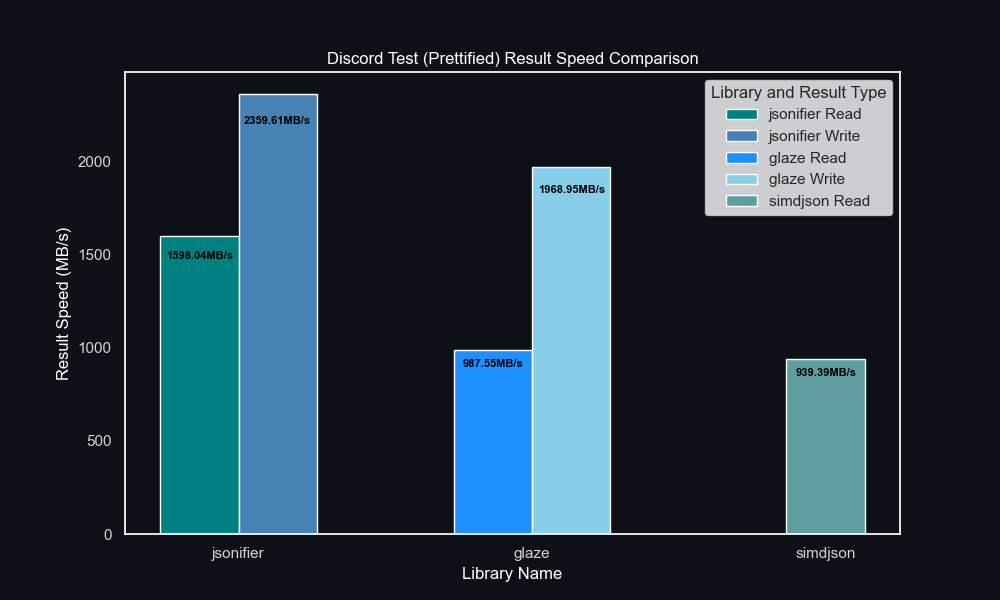 Discord Test (Prettified) Result Speed Comparison
Library and Result Type
jsonifier Read
jsonifier Write
glaze Read
glaze Write
simdjson Read
2359.61MB/s
1968.95MB/s
1598.04MB/s
987.55MB/s
939.39MB/s
Result Speed (MB/s)
2000
1500
1000
500
0
jsonifier
glaze
simdjson
Library Name